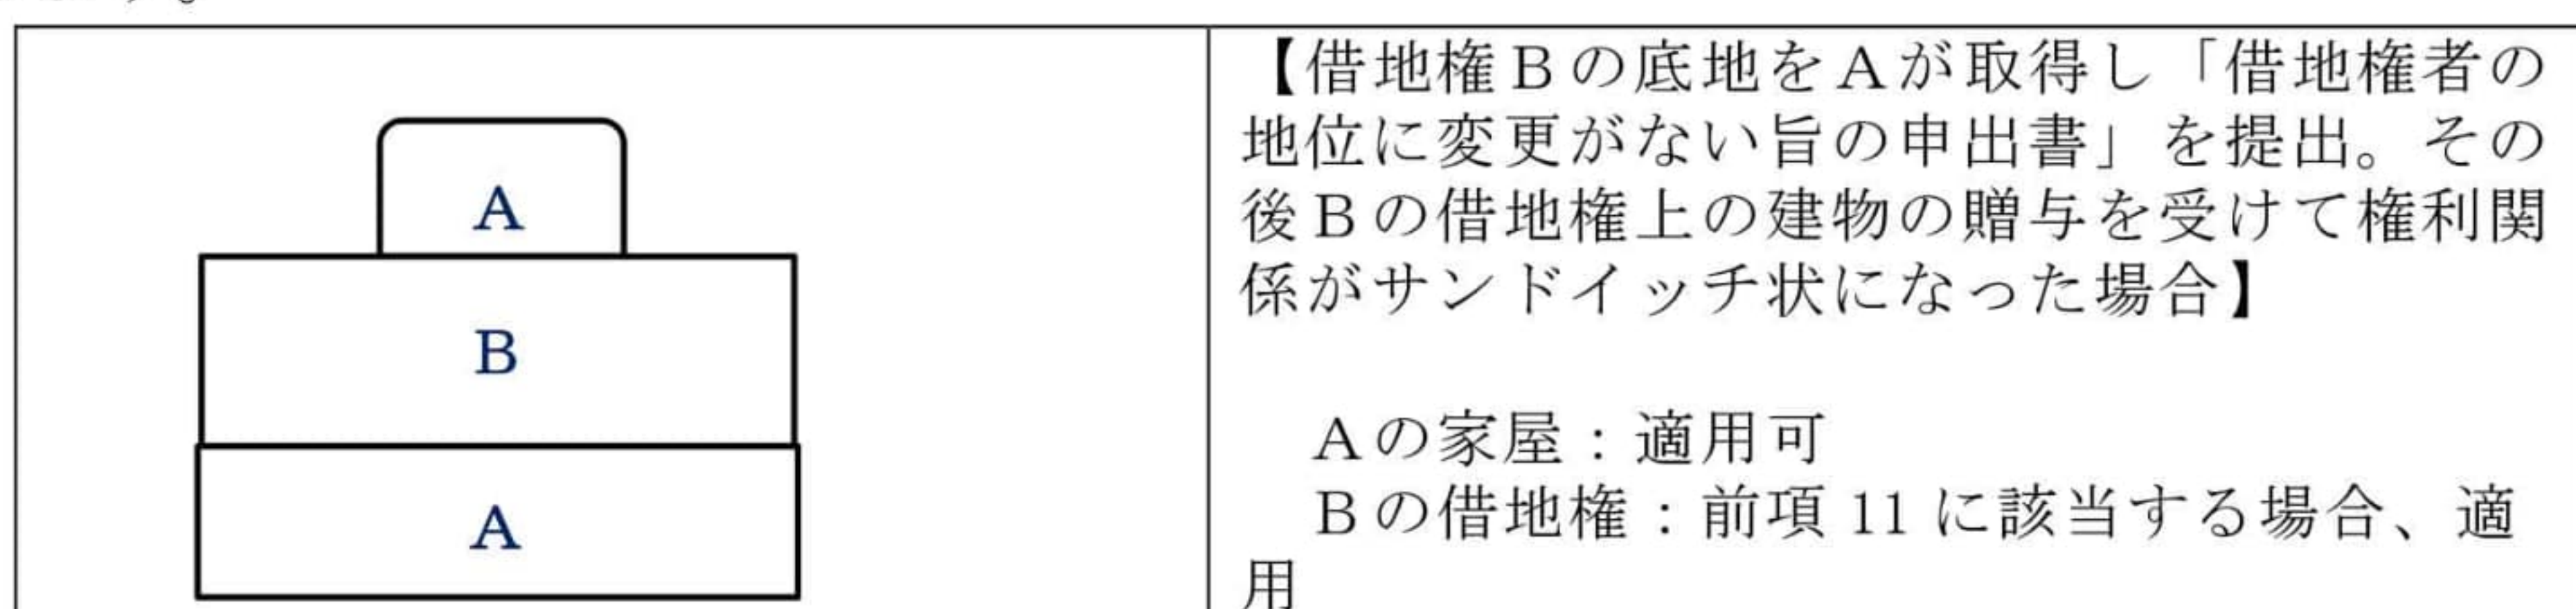 A
B
A
【借地権Bの底地をAが取得し「借地権者の
地位に変更がない旨の申出書」を提出。その
後Bの借地権上の建物の贈与を受けて権利関
係がサンドイッチ状になった場合】
Aの家屋：適用可
Bの借地権：前項 11 に該当する場合、適
用